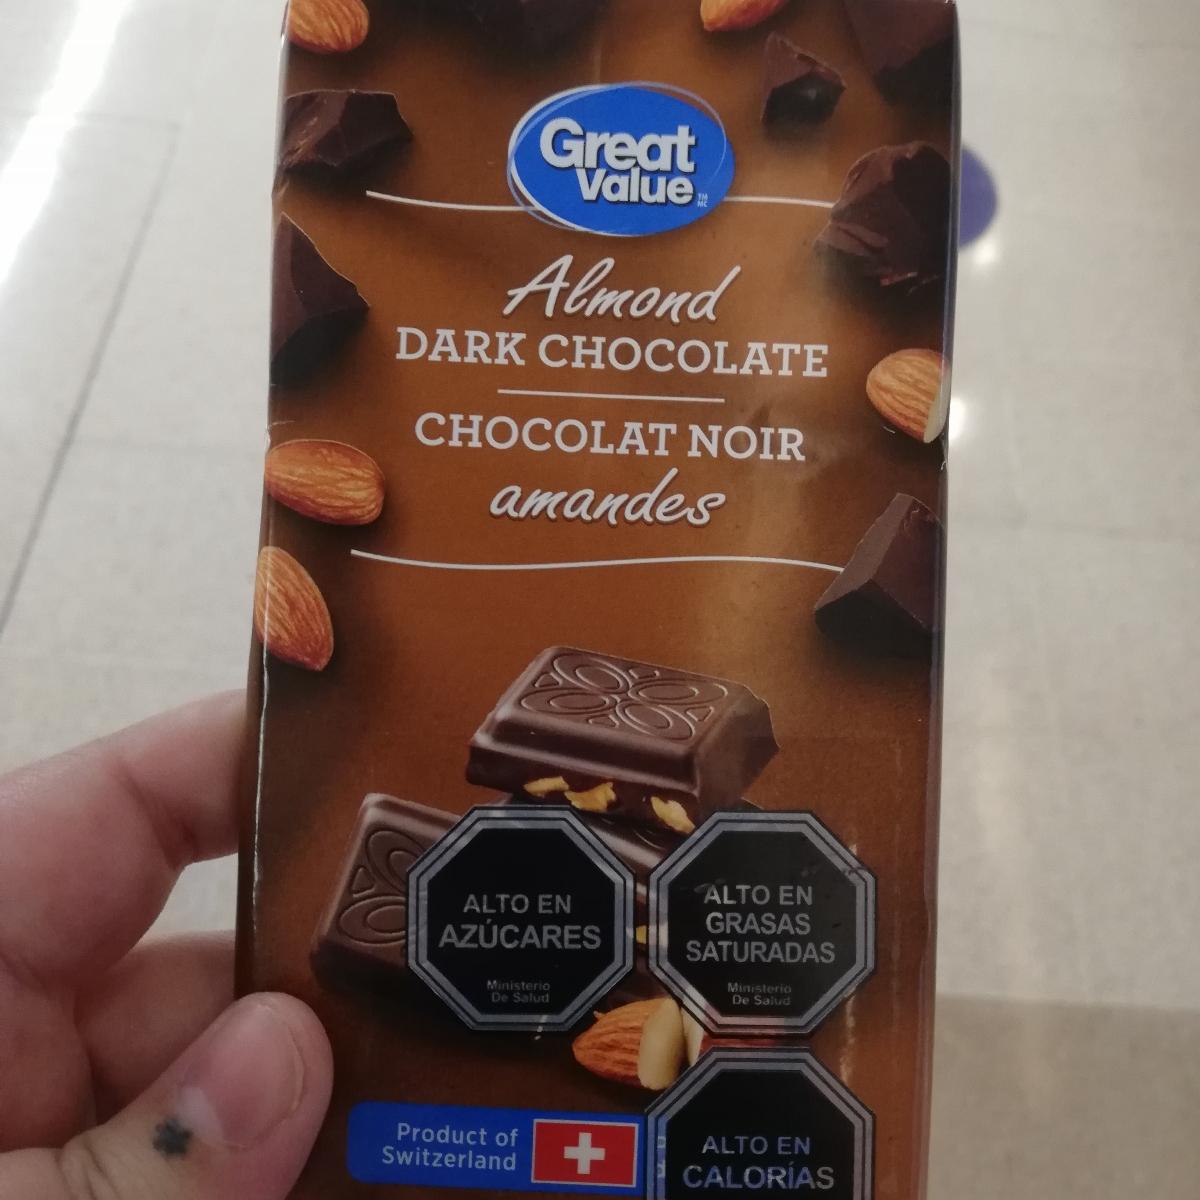 Great
Value
TM
MC
Almond
DARK CHOCOLATE
CHOCOLAT NOIR
amandes
ALTO EN
AZÚCARES
Ministerio
De Salud
ALTO EN
GRASAS
SATURADAS
Ministerio
De Salud
Product of
Switzerland
ALTO EN
CALORÍAS